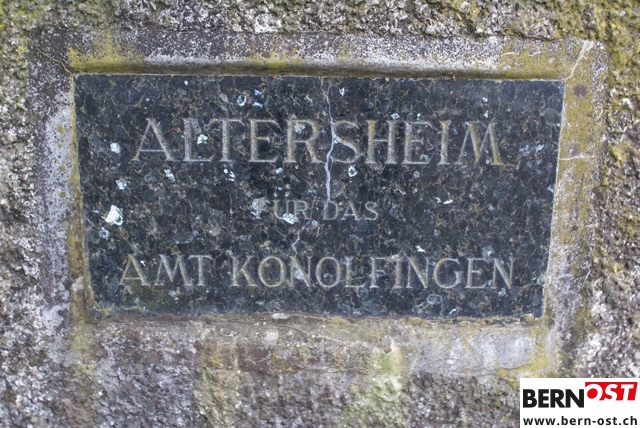 ALTERSHEIM
FÜR DAS
AMT KONOLFINGEN
BERNOST
www.bern-ost.ch